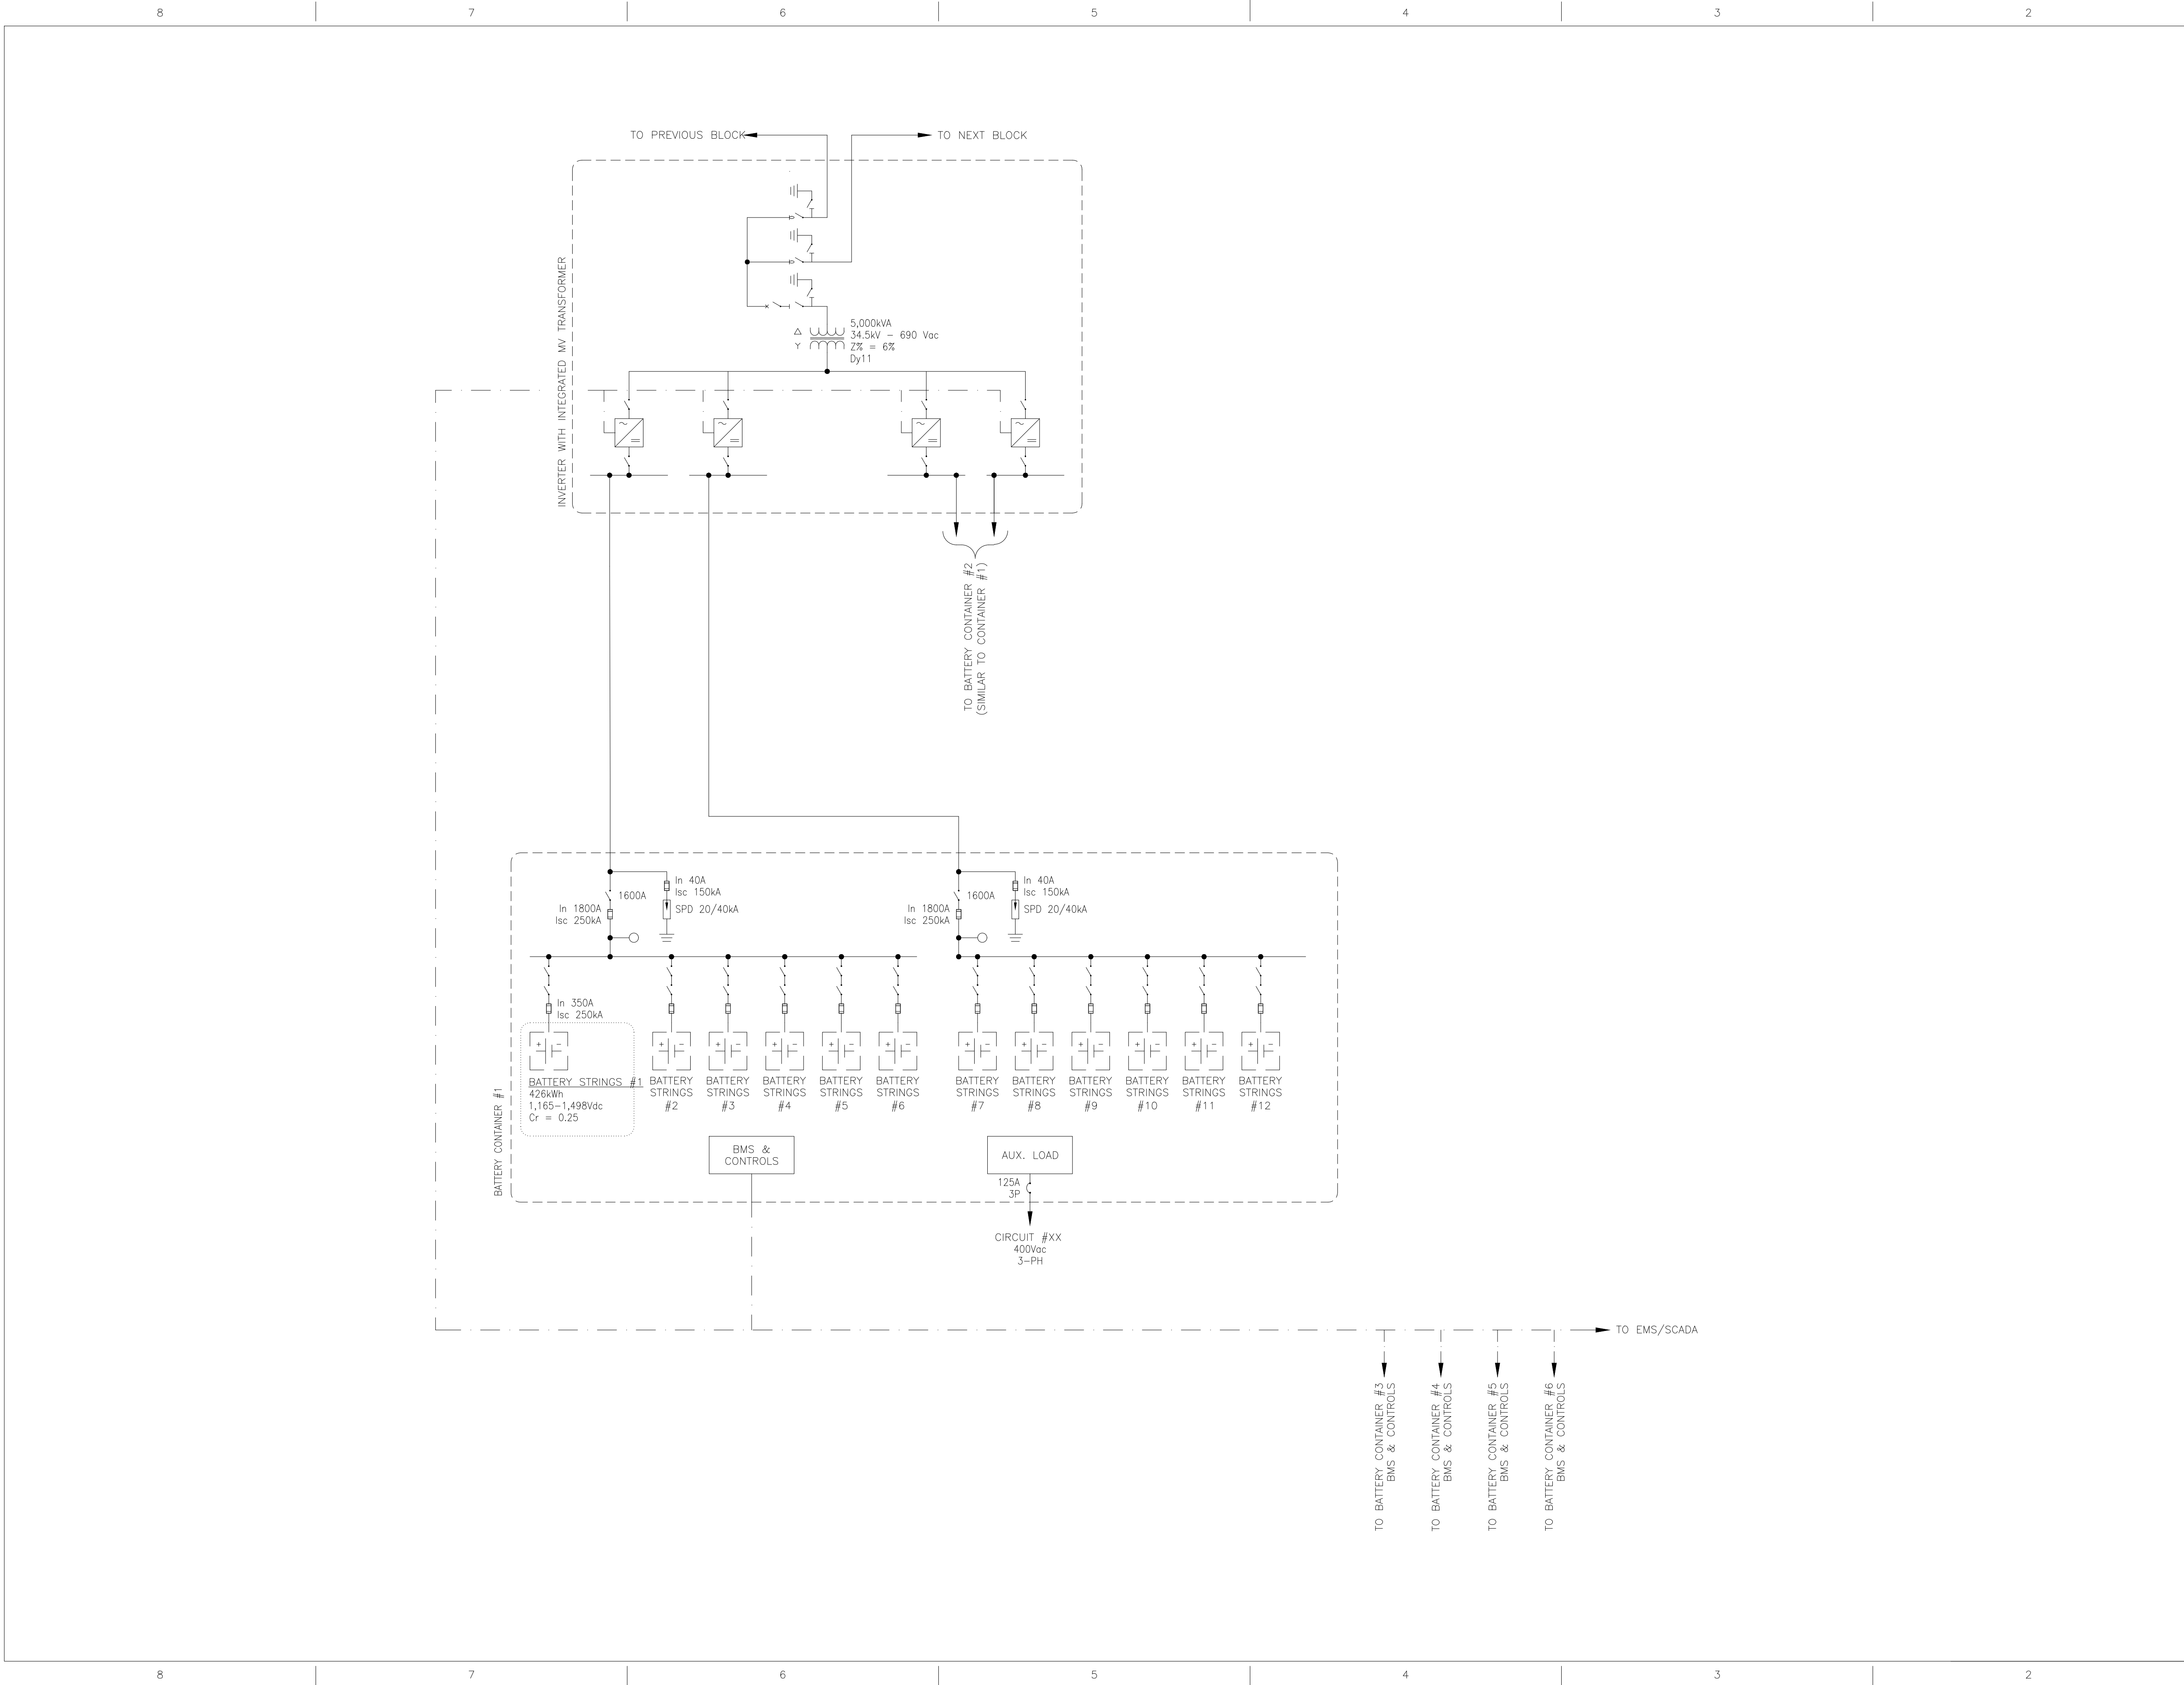 8 7 6 5 4 3 2
TO PREVIOUS BLOCK
TO NEXT BLOCK
INVERTER WITH INTEGRATED MV TRANSFORMER
5,000kVA
34.5kV - 690 Vac
Z% = 6%
Dy11
TO BATTERY CONTAINER #2
(SIMILAR TO CONTAINER #1)
BATTERY CONTAINER #1
1600A
In 1800A
Isc 250kA
In 40A
Isc 150kA
SPD 20/40kA
1600A
In 1800A
Isc 250kA
In 40A
Isc 150kA
SPD 20/40kA
In 350A
Isc 250kA
+ -
+ -
+ -
+ -
+ -
+ -
+ -
+ -
+ -
+ -
+ -
+ -
BATTERY STRINGS #1
426kWh
1,165-1,498Vdc
Cr = 0.25
BATTERY
STRINGS
#2
BATTERY
STRINGS
#3
BATTERY
STRINGS
#4
BATTERY
STRINGS
#5
BATTERY
STRINGS
#6
BATTERY
STRINGS
#7
BATTERY
STRINGS
#8
BATTERY
STRINGS
#9
BATTERY
STRINGS
#10
BATTERY
STRINGS
#11
BATTERY
STRINGS
#12
BMS &
CONTROLS
AUX. LOAD
125A
3P
CIRCUIT #XX
400Vac
3-PH
TO EMS/SCADA
TO BATTERY CONTAINER #3
BMS & CONTROLS
TO BATTERY CONTAINER #4
BMS & CONTROLS
TO BATTERY CONTAINER #5
BMS & CONTROLS
TO BATTERY CONTAINER #6
BMS & CONTROLS
8 7 6 5 4 3 2